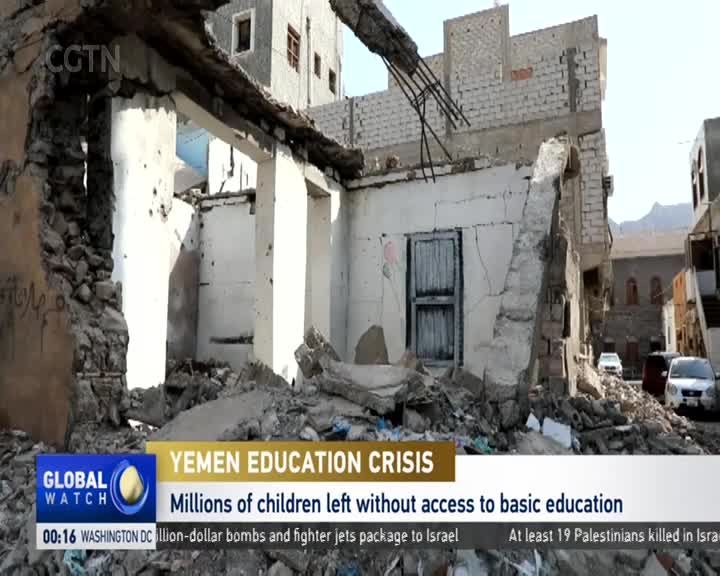 CGTN
YEMEN EDUCATION CRISIS
GLOBAL
WATCH
Millions of children left without access to basic education
00:16 WASHINGTON DC
illion-dollar bombs and fighter jets package to Israel At least 19 Palestinians killed in Isra